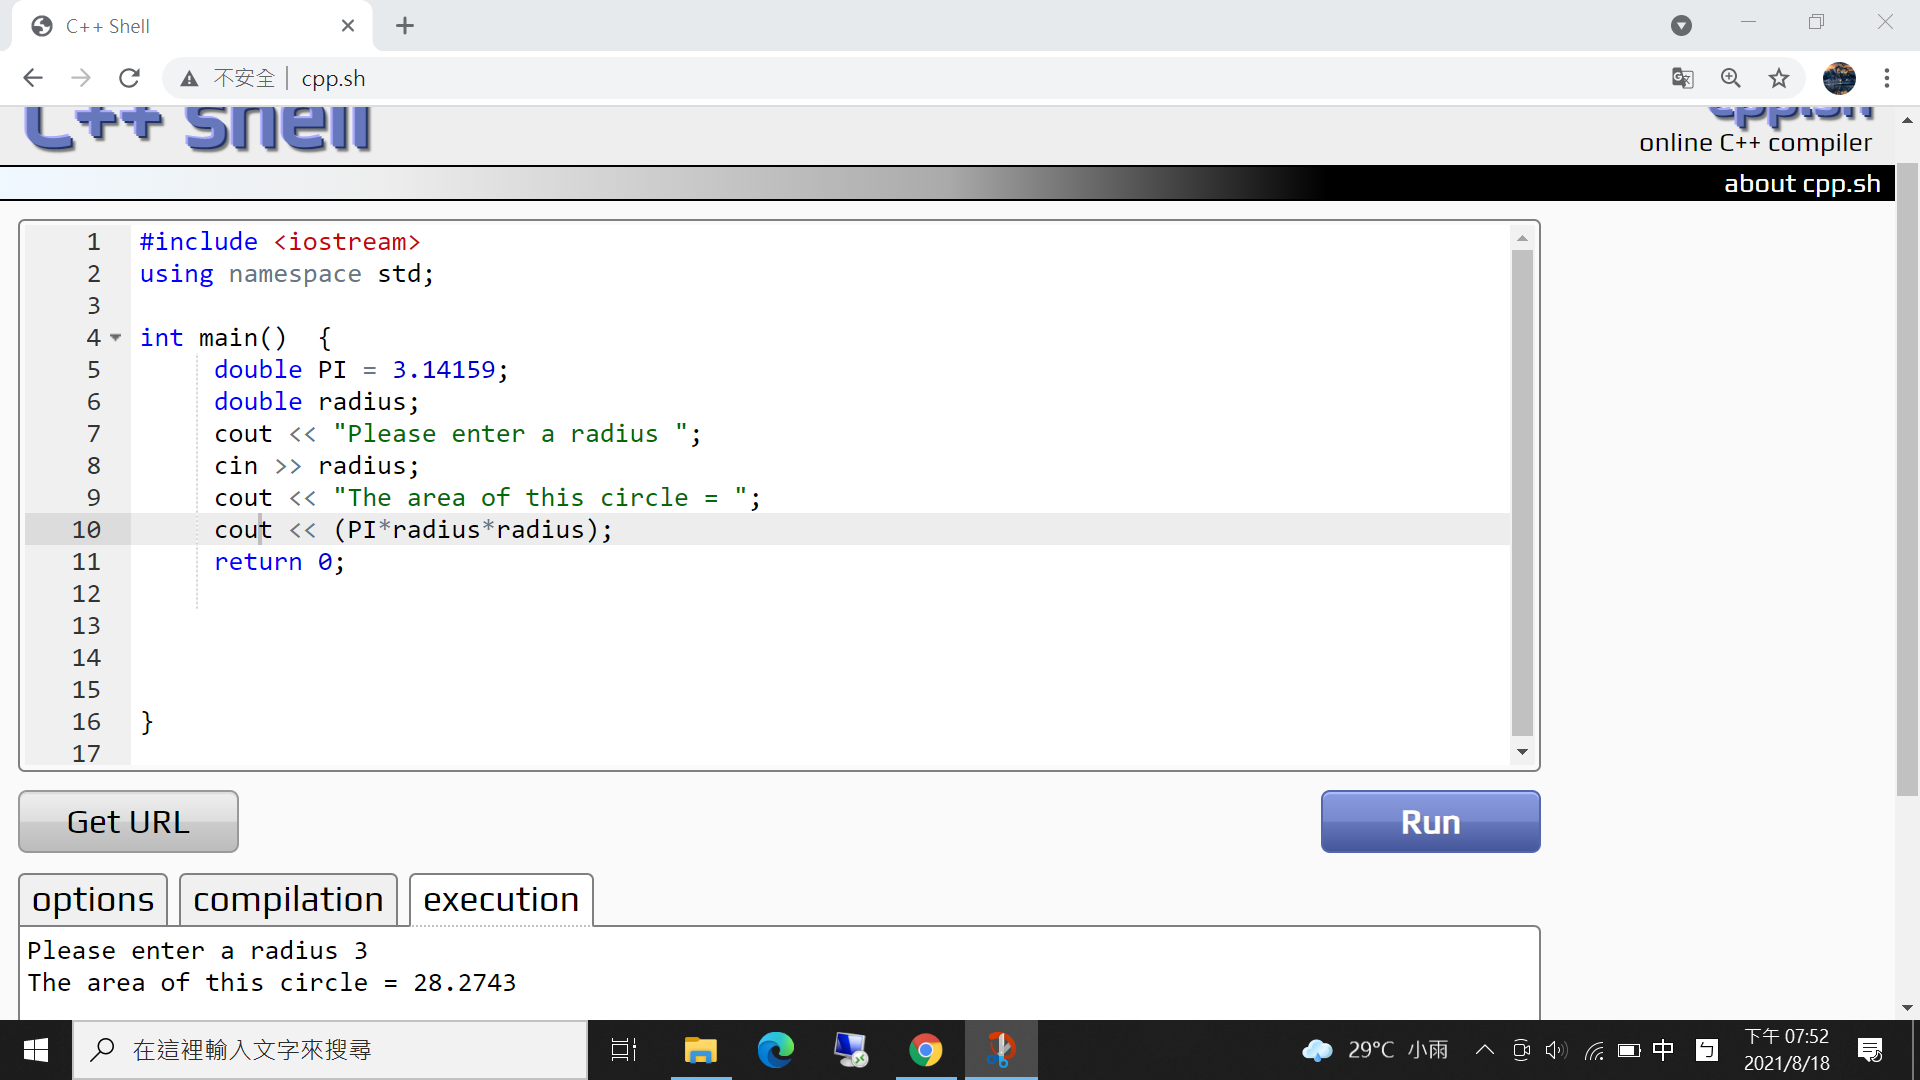 C++ Shell
不安全 | cpp.sh
C++ shell
cpp.sh
online C++ compiler
about cpp.sh
1 #include <iostream>
2 using namespace std;
3
4 int main()  {
5 double PI = 3.14159;
6 double radius;
7 cout << "Please enter a radius ";
8 cin >> radius;
9 cout << "The area of this circle = ";
10 cout << (PI*radius*radius);
11 return 0;
12
13
14
15
16 }
17
Get URL
Run
options compilation execution
Please enter a radius 3
The area of this circle = 28.2743
在這裡輸入文字來搜尋
29°C 小雨
中
ㄅ
下午 07:52
2021/8/18